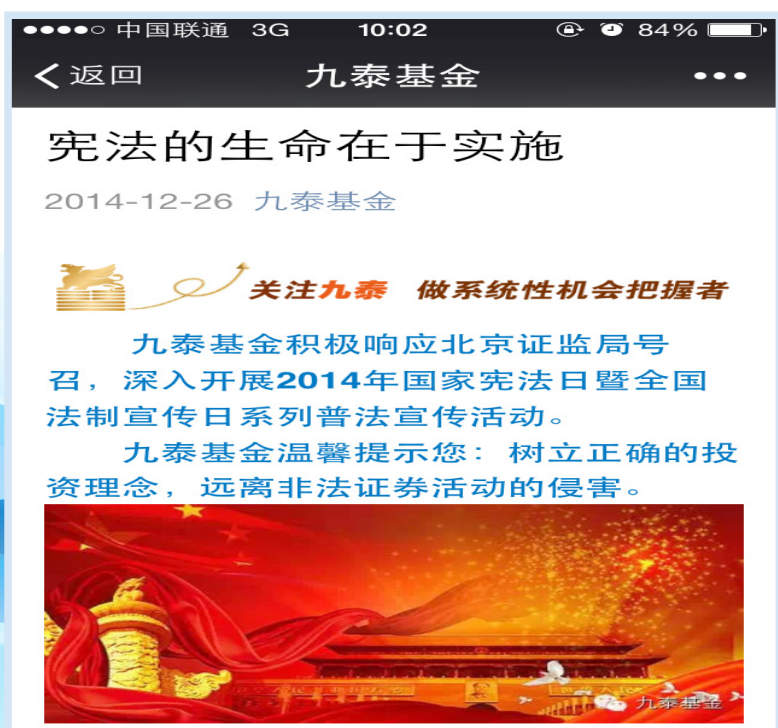 中国联通 3G 10:02 84%
返回 九泰基金
宪法的生命在于实施
2014-12-26 九泰基金
关注九泰 做系统性机会把握者
九泰基金积极响应北京证监局号
召，深入开展2014年国家宪法日暨全国
法制宣传日系列普法宣传活动。
九泰基金温馨提示您：树立正确的投
资理念，远离非法证券活动的侵害。
九泰基金